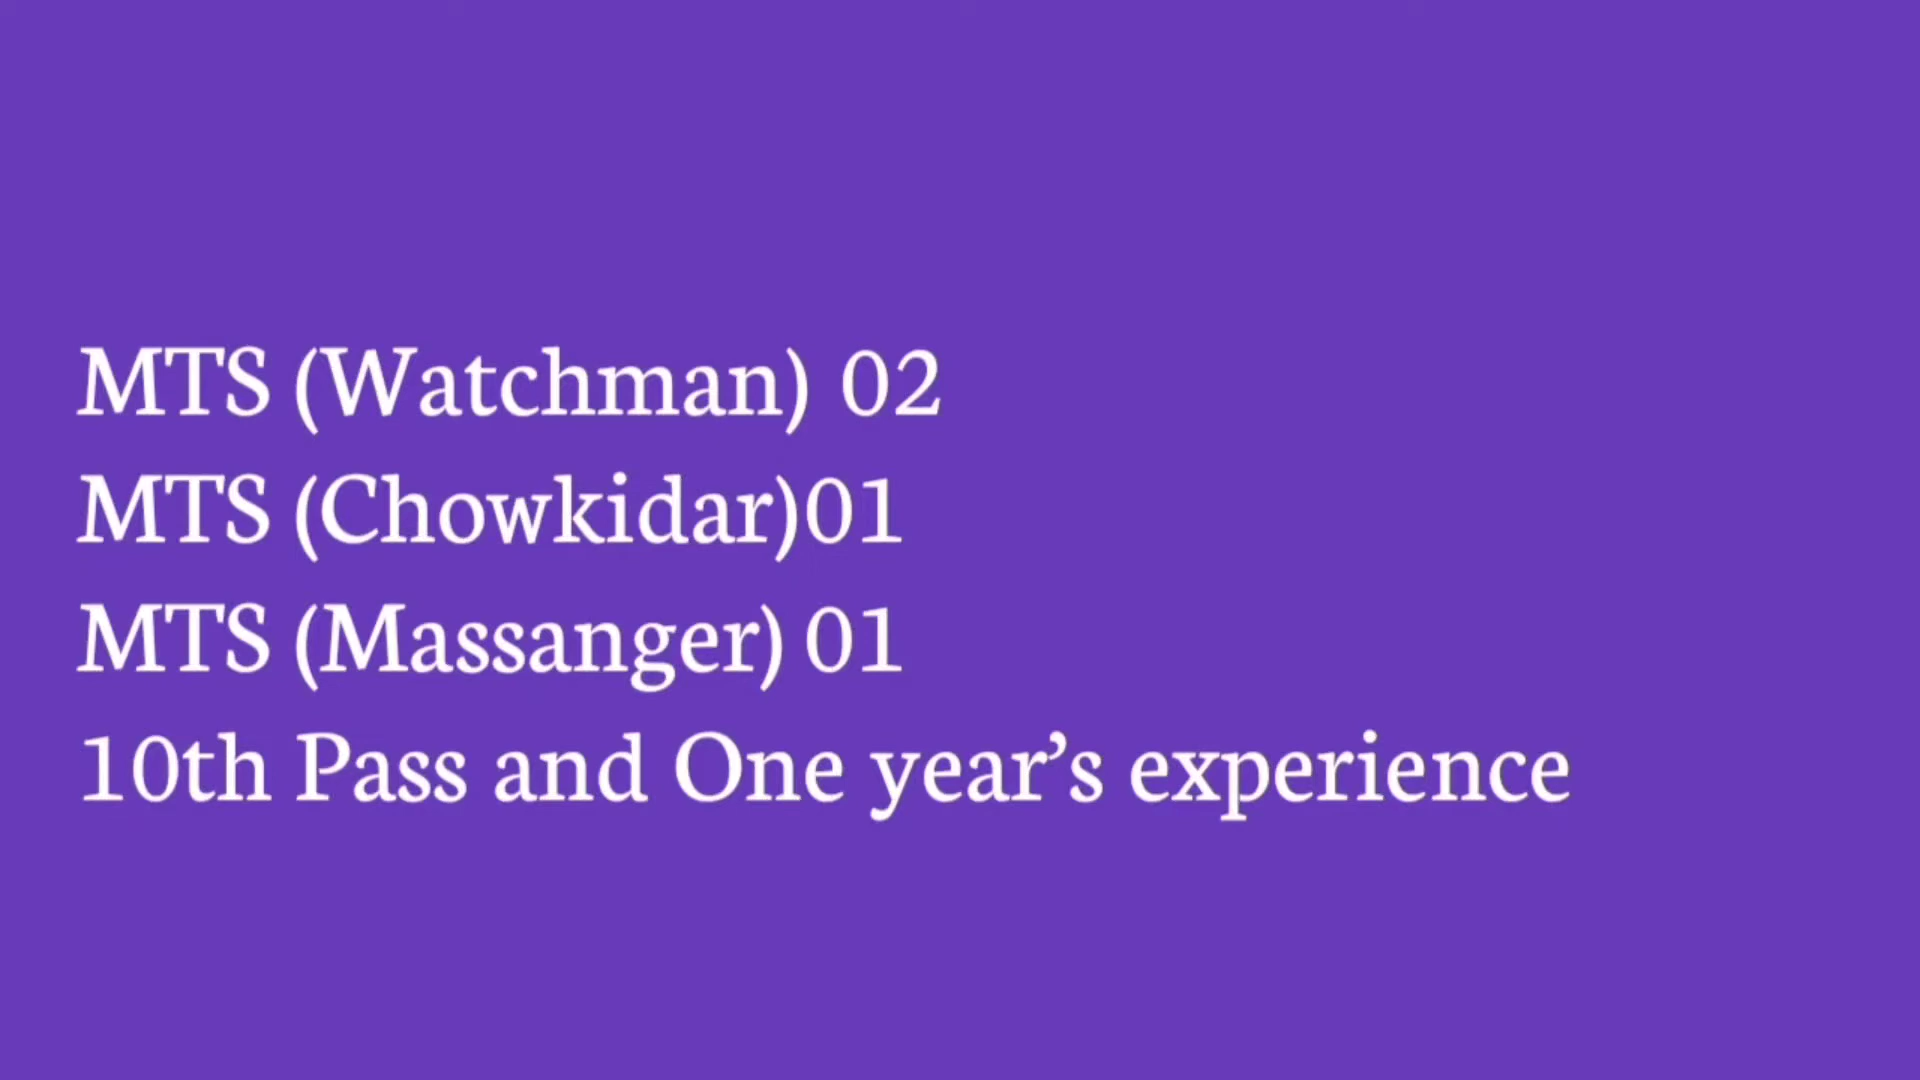 MTS (Watchman) 02
MTS (Chowkidar)01
MTS (Massanger) 01
10th Pass and One year’s experience